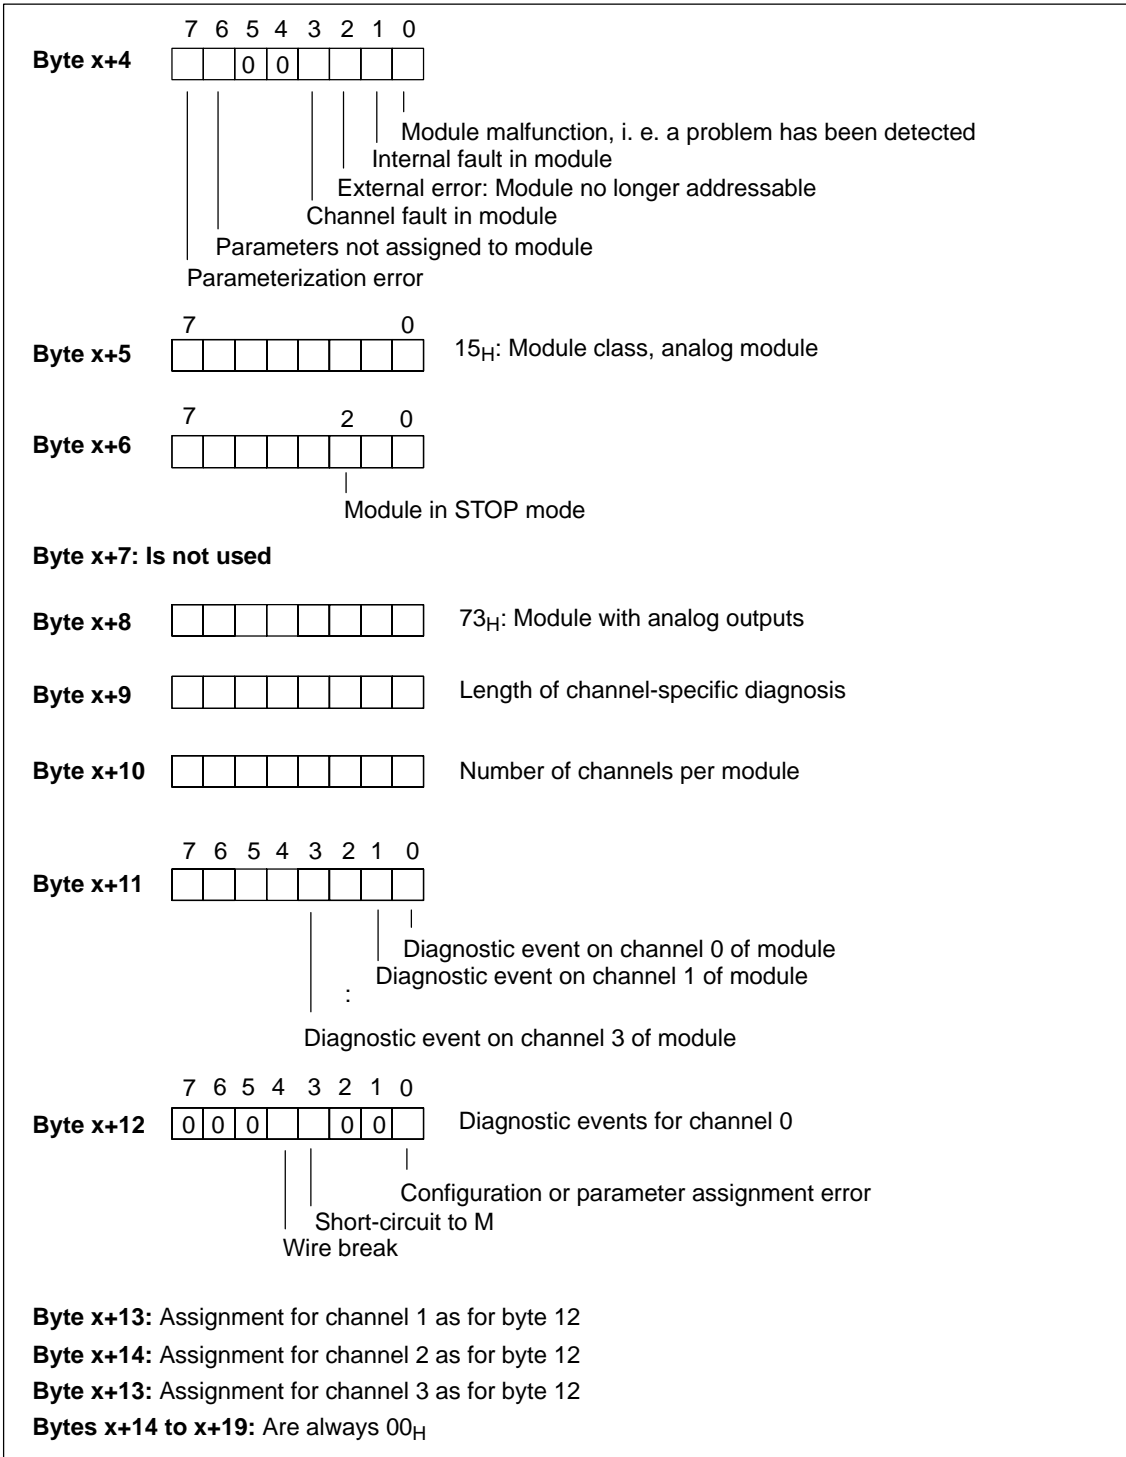 7 6 5 4 3 2 1 0
Byte x+4 0 0
Module malfunction, i. e. a problem has been detected
Internal fault in module
External error: Module no longer addressable
Channel fault in module
Parameters not assigned to module
Parameterization error
7 0
Byte x+5 15H: Module class, analog module
7 2 0
Byte x+6
Module in STOP mode
Byte x+7: Is not used
Byte x+8 73H: Module with analog outputs
Byte x+9 Length of channel-specific diagnosis
Byte x+10 Number of channels per module
7 6 5 4 3 2 1 0
Byte x+11
Diagnostic event on channel 0 of module
Diagnostic event on channel 1 of module
:
Diagnostic event on channel 3 of module
7 6 5 4 3 2 1 0
Byte x+12 0 0 0 0 0 Diagnostic events for channel 0
Configuration or parameter assignment error
Short-circuit to M
Wire break
Byte x+13: Assignment for channel 1 as for byte 12
Byte x+14: Assignment for channel 2 as for byte 12
Byte x+13: Assignment for channel 3 as for byte 12
Bytes x+14 to x+19: Are always 00H